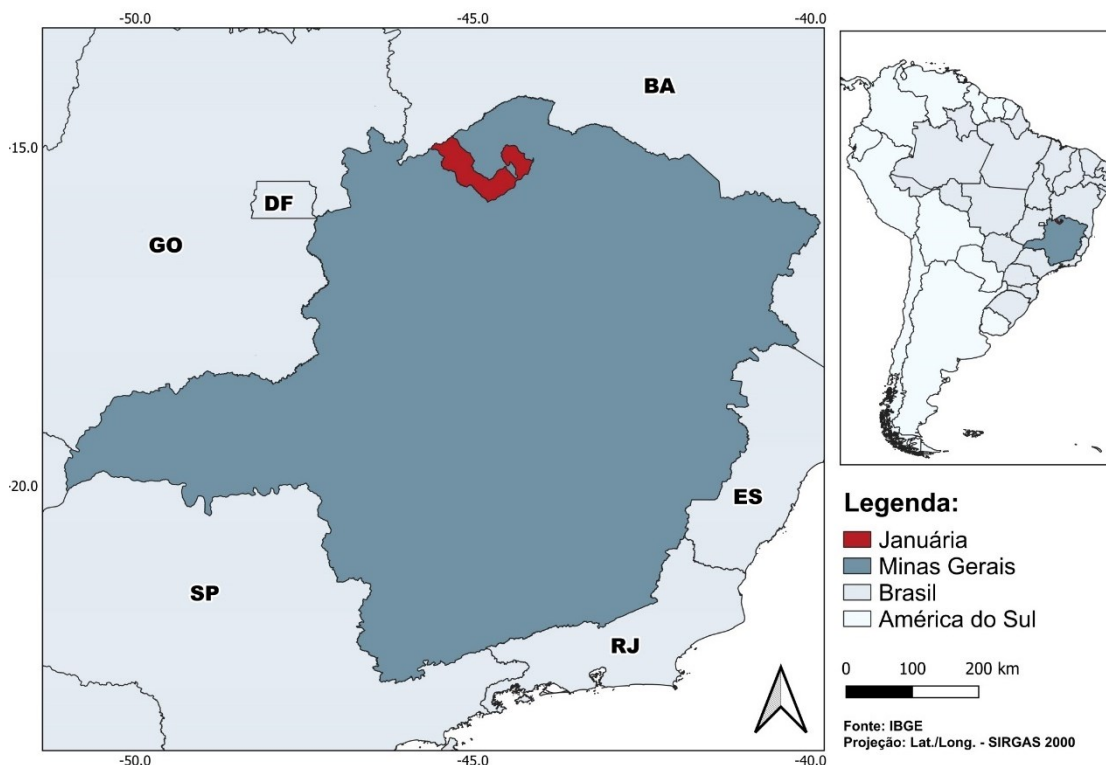 -50.0
-45.0
-40.0
BA
-15.0
DF
GO
-20.0
ES
SP
RJ
-50.0
-45.0
-40.0
Legenda:
Januária
Minas Gerais
Brasil
América do Sul
0 100 200 km
Fonte: IBGE
Projeção: Lat./Long. - SIRGAS 2000